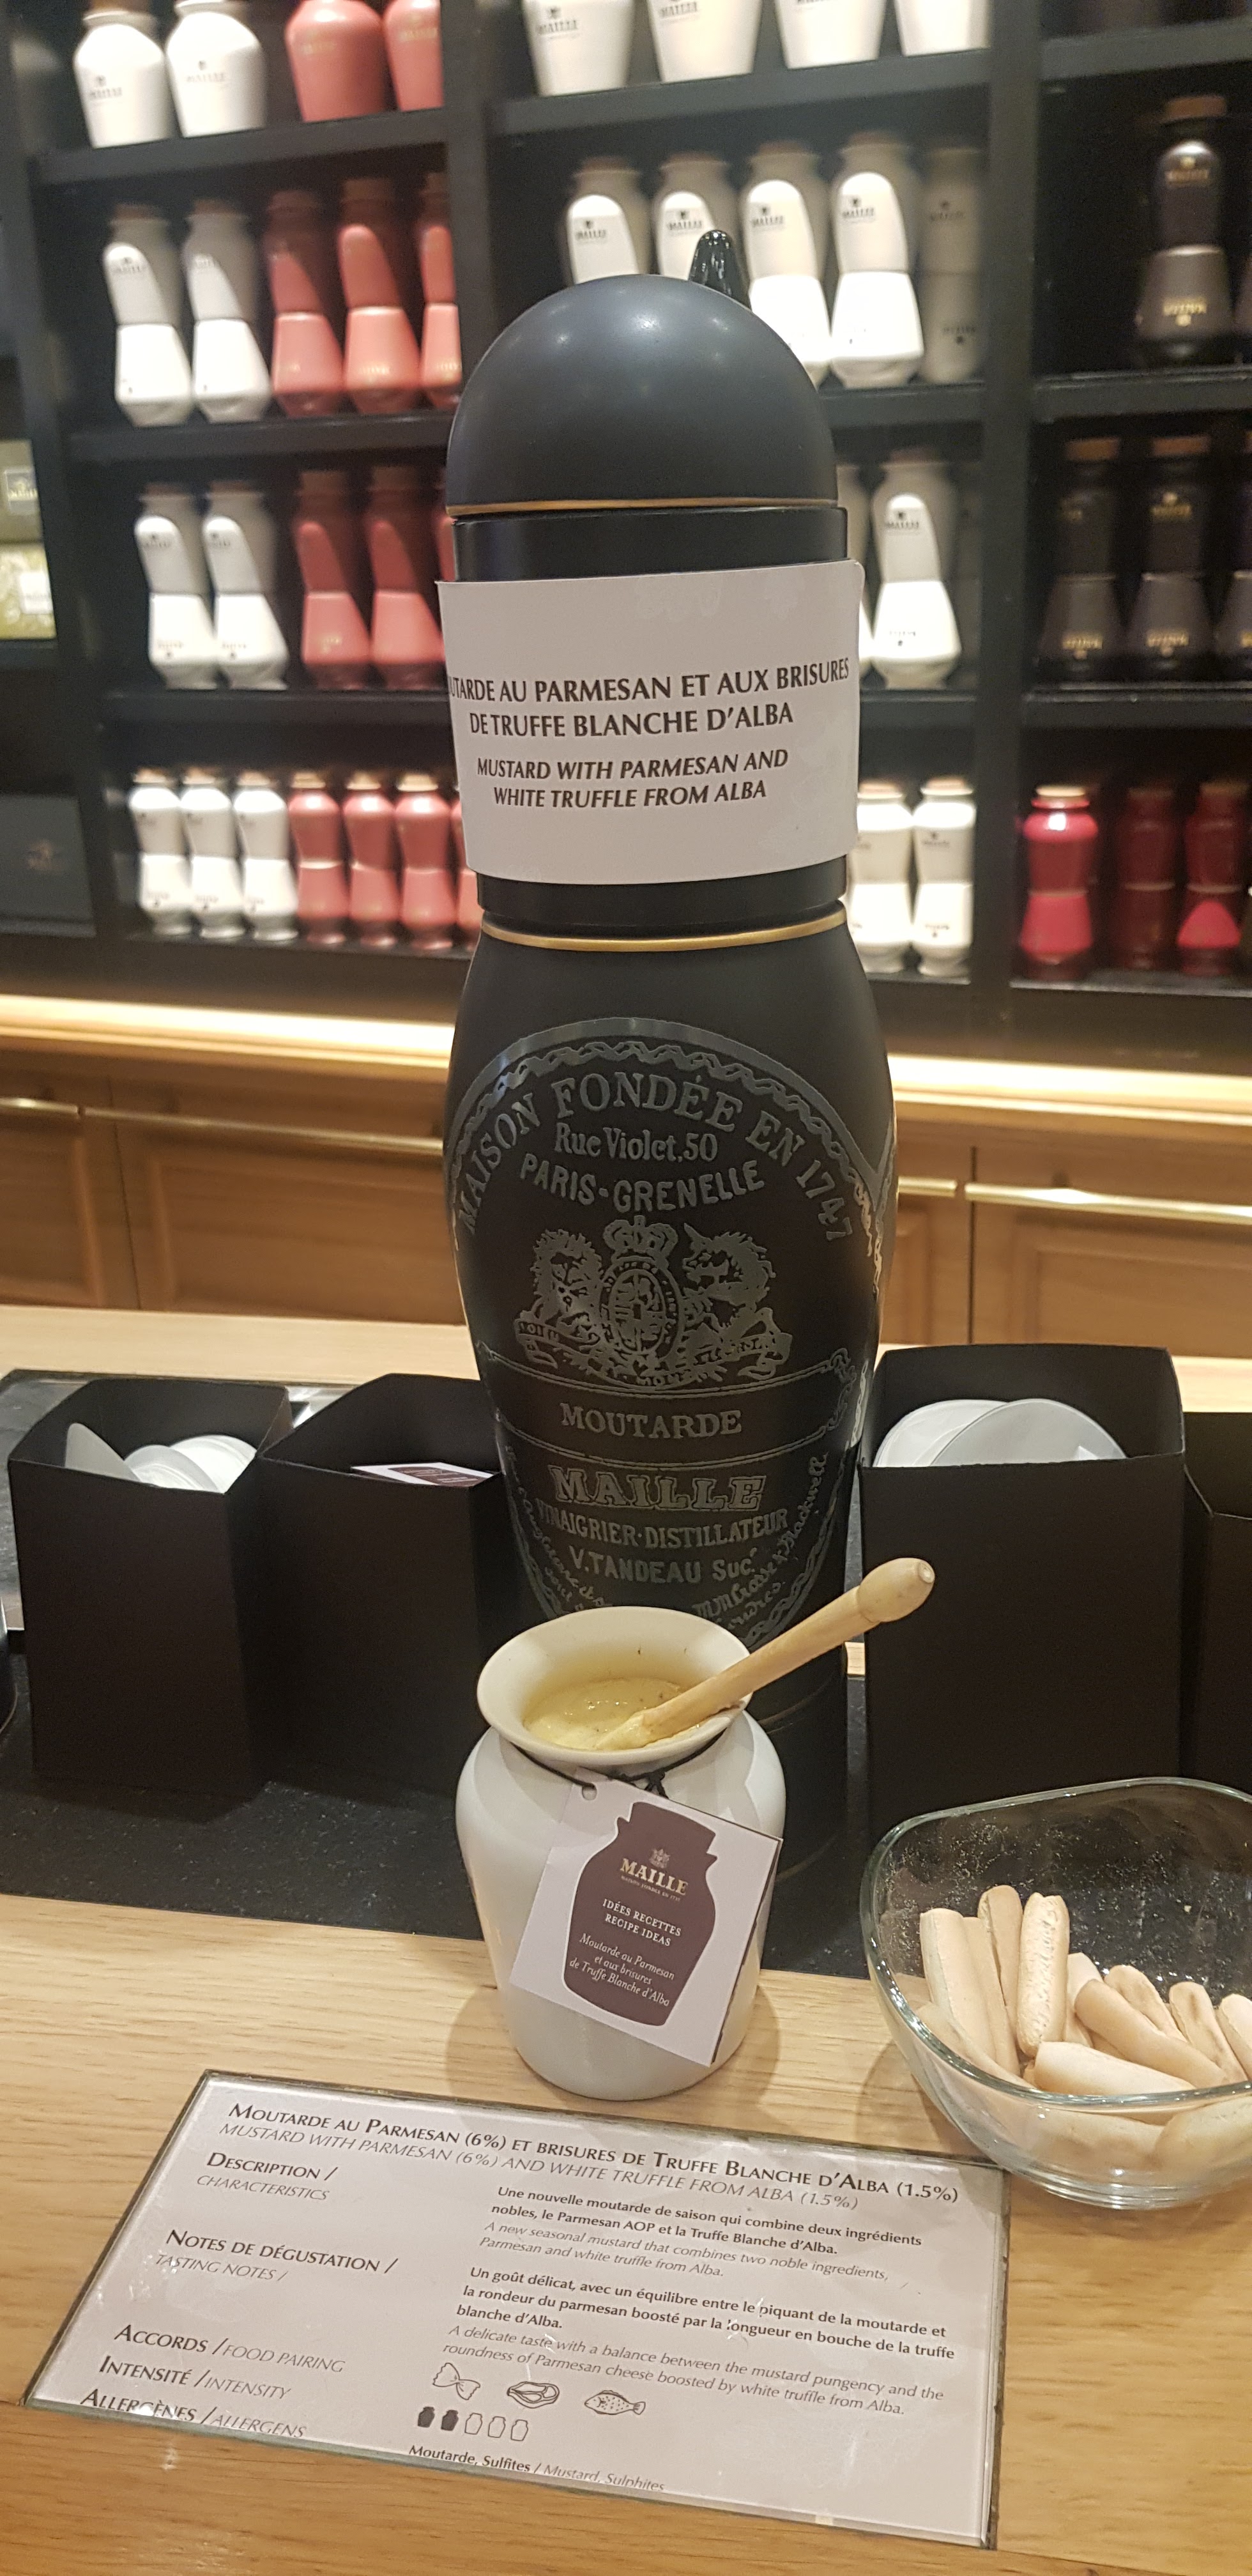 UTARDE AU PARMESAN ET AUX BRISURES
DE TRUFFE BLANCHE D'ALBA
MUSTARD WITH PARMESAN AND
WHITE TRUFFLE FROM ALBA
MAISON FONDÉE EN 1747
Rue Violet, 50
PARIS-GRENELLE
MOUTARDE
MAILLE
VINAIGRIER·DISTILLATEUR
V. TANDEAU Suc.
MAILLE
IDÉES RECETTES
RECIPE IDEAS
Moutarde au Parmesan
et aux brisures
de Truffe Blanche d'Alba
MOUTARDE AU PARMESAN (6%) ET BRISURES DE TRUFFE BLANCHE D'ALBA (1.5%)
MUSTARD WITH PARMESAN (6%) AND WHITE TRUFFLE FROM ALBA (1.5%)
DESCRIPTION /
CHARACTERISTICS
Une nouvelle moutarde de saison qui combine deux ingrédients
nobles, le Parmesan AOP et la Truffe Blanche d'Alba.
A new seasonal mustard that combines two noble ingredients,
Parmesan and white truffle from Alba.
NOTES DE DÉGUSTATION /
TASTING NOTES /
Un goût délicat, avec un équilibre entre le piquant de la moutarde et
la rondeur du parmesan boosté par la longueur en bouche de la truffe
blanche d'Alba.
A delicate taste with a balance between the mustard pungency and the
roundness of Parmesan cheese boosted by white truffle from Alba.
ACCORDS / FOOD PAIRING
INTENSITÉ / INTENSITY
ALLERGÈNES / ALLERGENS
Moutarde, Sulfites / Mustard, Sulphites